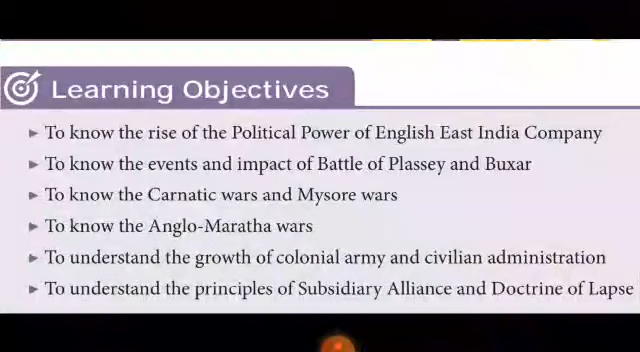 Learning Objectives
To know the rise of the Political Power of English East India Company
To know the events and impact of Battle of Plassey and Buxar
To know the Carnatic wars and Mysore wars
To know the Anglo-Maratha wars
To understand the growth of colonial army and civilian administration
To understand the principles of Subsidiary Alliance and Doctrine of Lapse